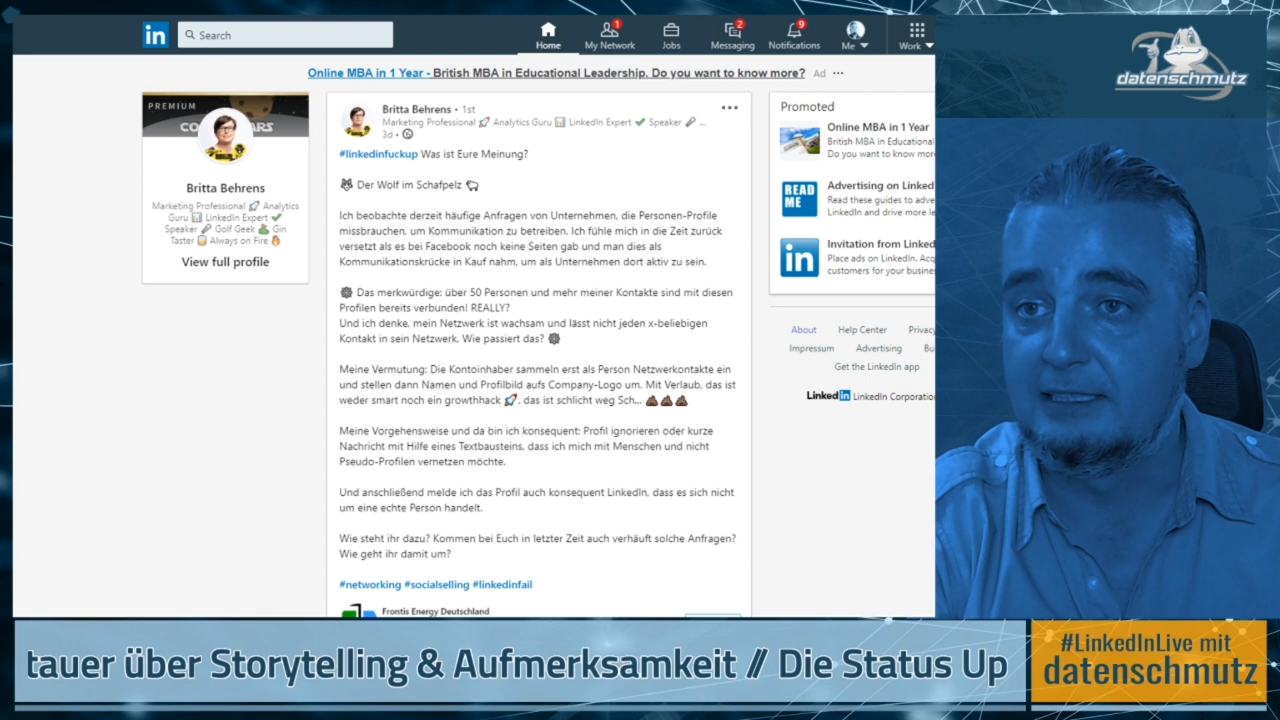 Search
1
2
9
Home
My Network
Jobs
Messaging
Notifications
Me
Work
datenschmutz
Online MBA in 1 Year - British MBA in Educational Leadership. Do you want to know more? Ad ···
PREMIUM
Britta Behrens
Marketing Professional 🚀 Analytics
Guru 📊 LinkedIn Expert ✔
Speaker 🎤 Golf Geek ⛳ Gin
Taster 🥃 Always on Fire 🔥
View full profile
Britta Behrens • 1st
Marketing Professional 🚀 Analytics Guru 📊 LinkedIn Expert ✔ Speaker 🎤 ...
3d •
#linkedinfuckup Was ist Eure Meinung?
🐺 Der Wolf im Schafpelz 🐑
Ich beobachte derzeit häufige Anfragen von Unternehmen, die Personen-Profile
missbrauchen, um Kommunikation zu betreiben. Ich fühle mich in die Zeit zurück
versetzt als es bei Facebook noch keine Seiten gab und man dies als
Kommunikationskrücke in Kauf nahm, um als Unternehmen dort aktiv zu sein.
Das merkwürdige: über 50 Personen und mehr meiner Kontakte sind mit diesen
Profilen bereits verbunden! REALLY?
Und ich denke, mein Netzwerk ist wachsam und lässt nicht jeden x-beliebigen
Kontakt in sein Netzwerk. Wie passiert das?
Meine Vermutung: Die Kontoinhaber sammeln erst als Person Netzwerkontakte ein
und stellen dann Namen und Profilbild aufs Company-Logo um. Mit Verlaub, das ist
weder smart noch ein growthhack 🚀, das ist schlicht weg Sch... 💩💩💩
Meine Vorgehensweise und da bin ich konsequent: Profil ignorieren oder kurze
Nachricht mit Hilfe eines Textbausteins, dass ich mich mit Menschen und nicht
Pseudo-Profilen vernetzen möchte.
Und anschließend melde ich das Profil auch konsequent LinkedIn, dass es sich nicht
um eine echte Person handelt.
Wie steht ihr dazu? Kommen bei Euch in letzter Zeit auch verhäuft solche Anfragen?
Wie geht ihr damit um?
#networking #socialselling #linkedinfail
Frontis Energy Deutschland
Promoted
Online MBA in 1 Year
British MBA in Educational
Do you want to know more
READ
ME
Advertising on Linked
Read these guides to adve
LinkedIn and drive more le
in
Invitation from Linked
Place ads on LinkedIn. Acq
customers for your busine
About Help Center Privacy
Impressum Advertising Bu
Get the LinkedIn app
LinkedIn LinkedIn Corporation
tauer über Storytelling & Aufmerksamkeit // Die Status Up
#LinkedInLive mit
datenschmutz